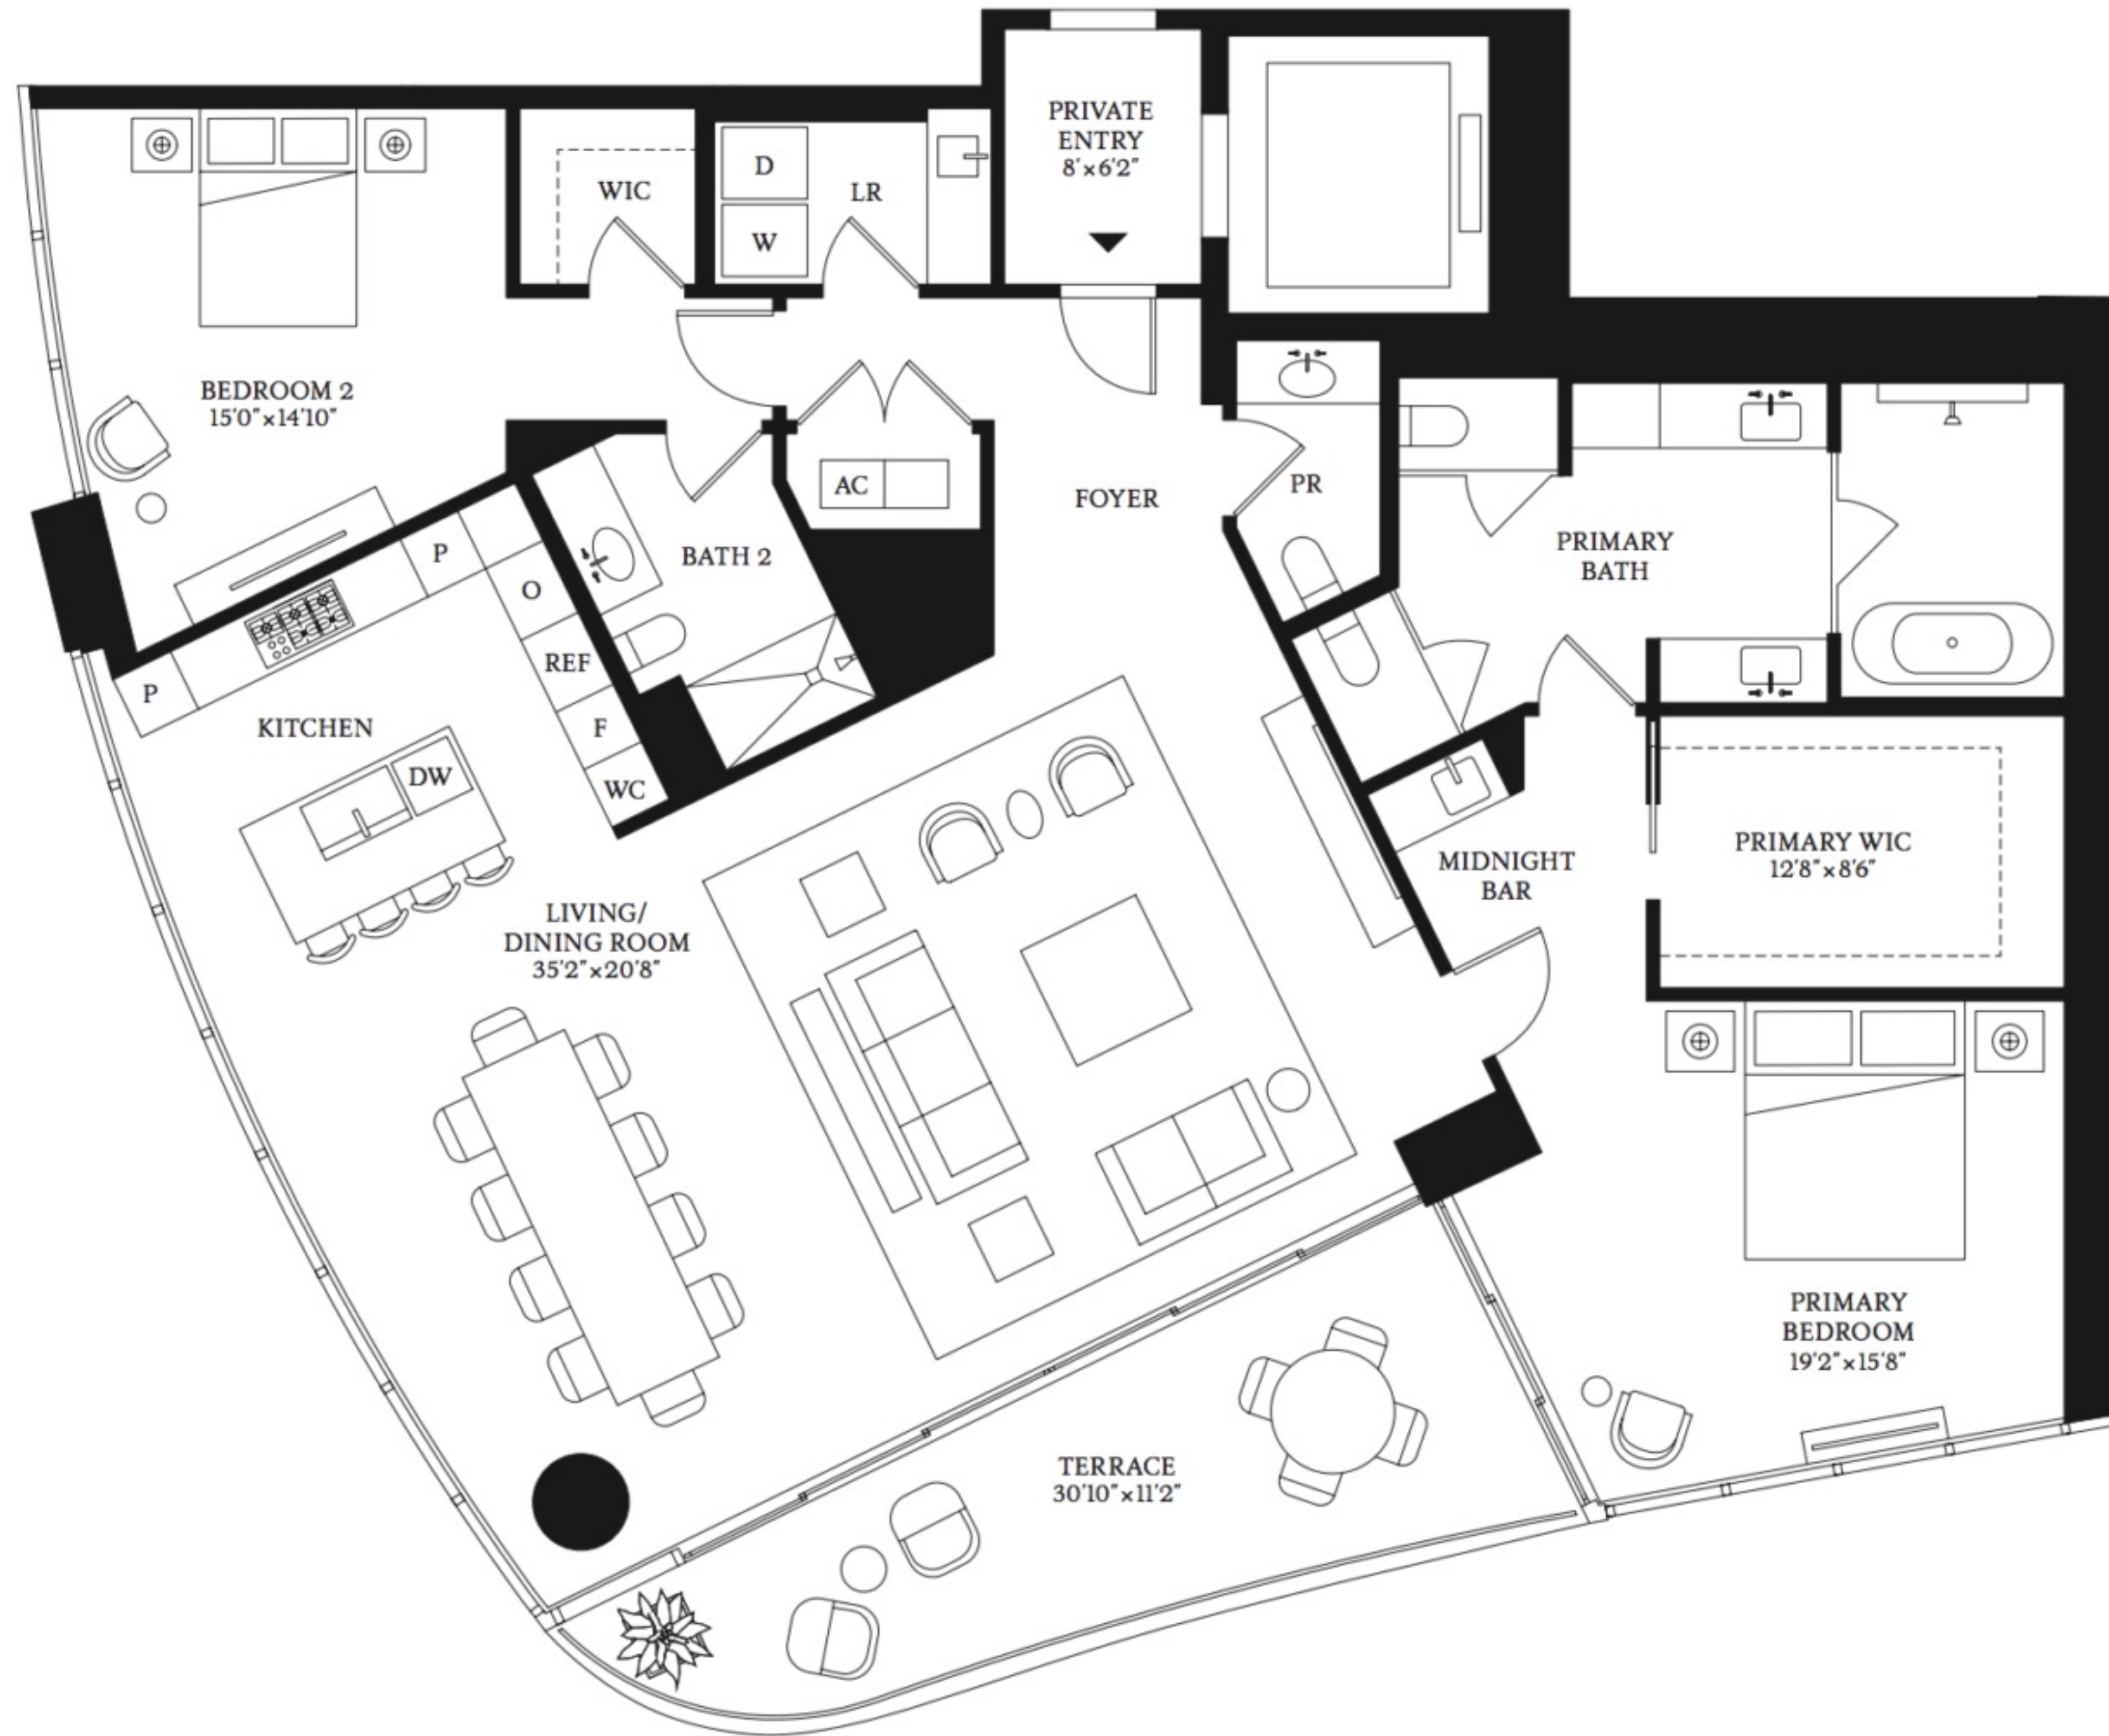 PRIVATE
ENTRY
8'×6'2"
WIC
D
LR
W
BEDROOM 2
15'0"×14'10"
AC
FOYER
PR
P
BATH 2
O
PRIMARY
BATH
REF
P
KITCHEN
F
DW
WC
PRIMARY WIC
12'8"×8'6"
MIDNIGHT
BAR
LIVING/
DINING ROOM
35'2"×20'8"
PRIMARY
BEDROOM
19'2"×15'8"
TERRACE
30'10"×11'2"